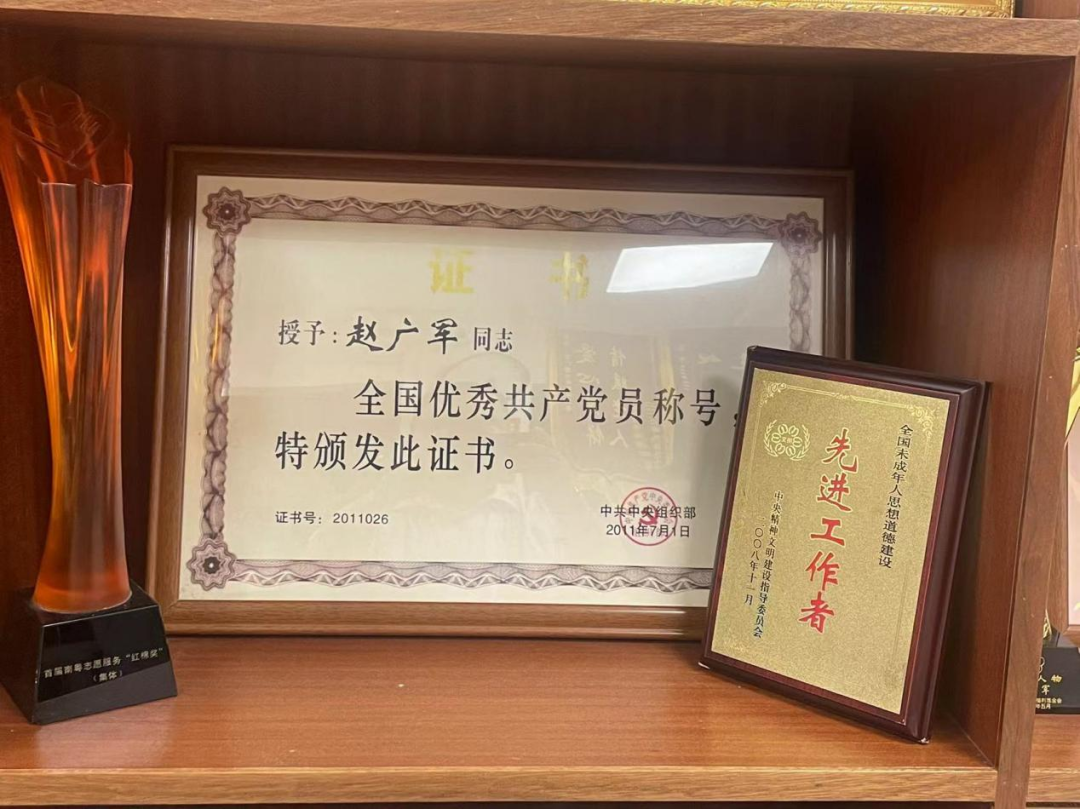 证 书
授予：赵广军 同志
全国优秀共产党员称号，
特颁发此证书。
证书号：2011026
中共中央组织部
2011年7月1日
全国未成年人思想道德建设
先进工作者
中央精神文明建设指导委员会
二〇〇八年十一月
首届南粤志愿服务“红棉奖”
（集体）
人物
军